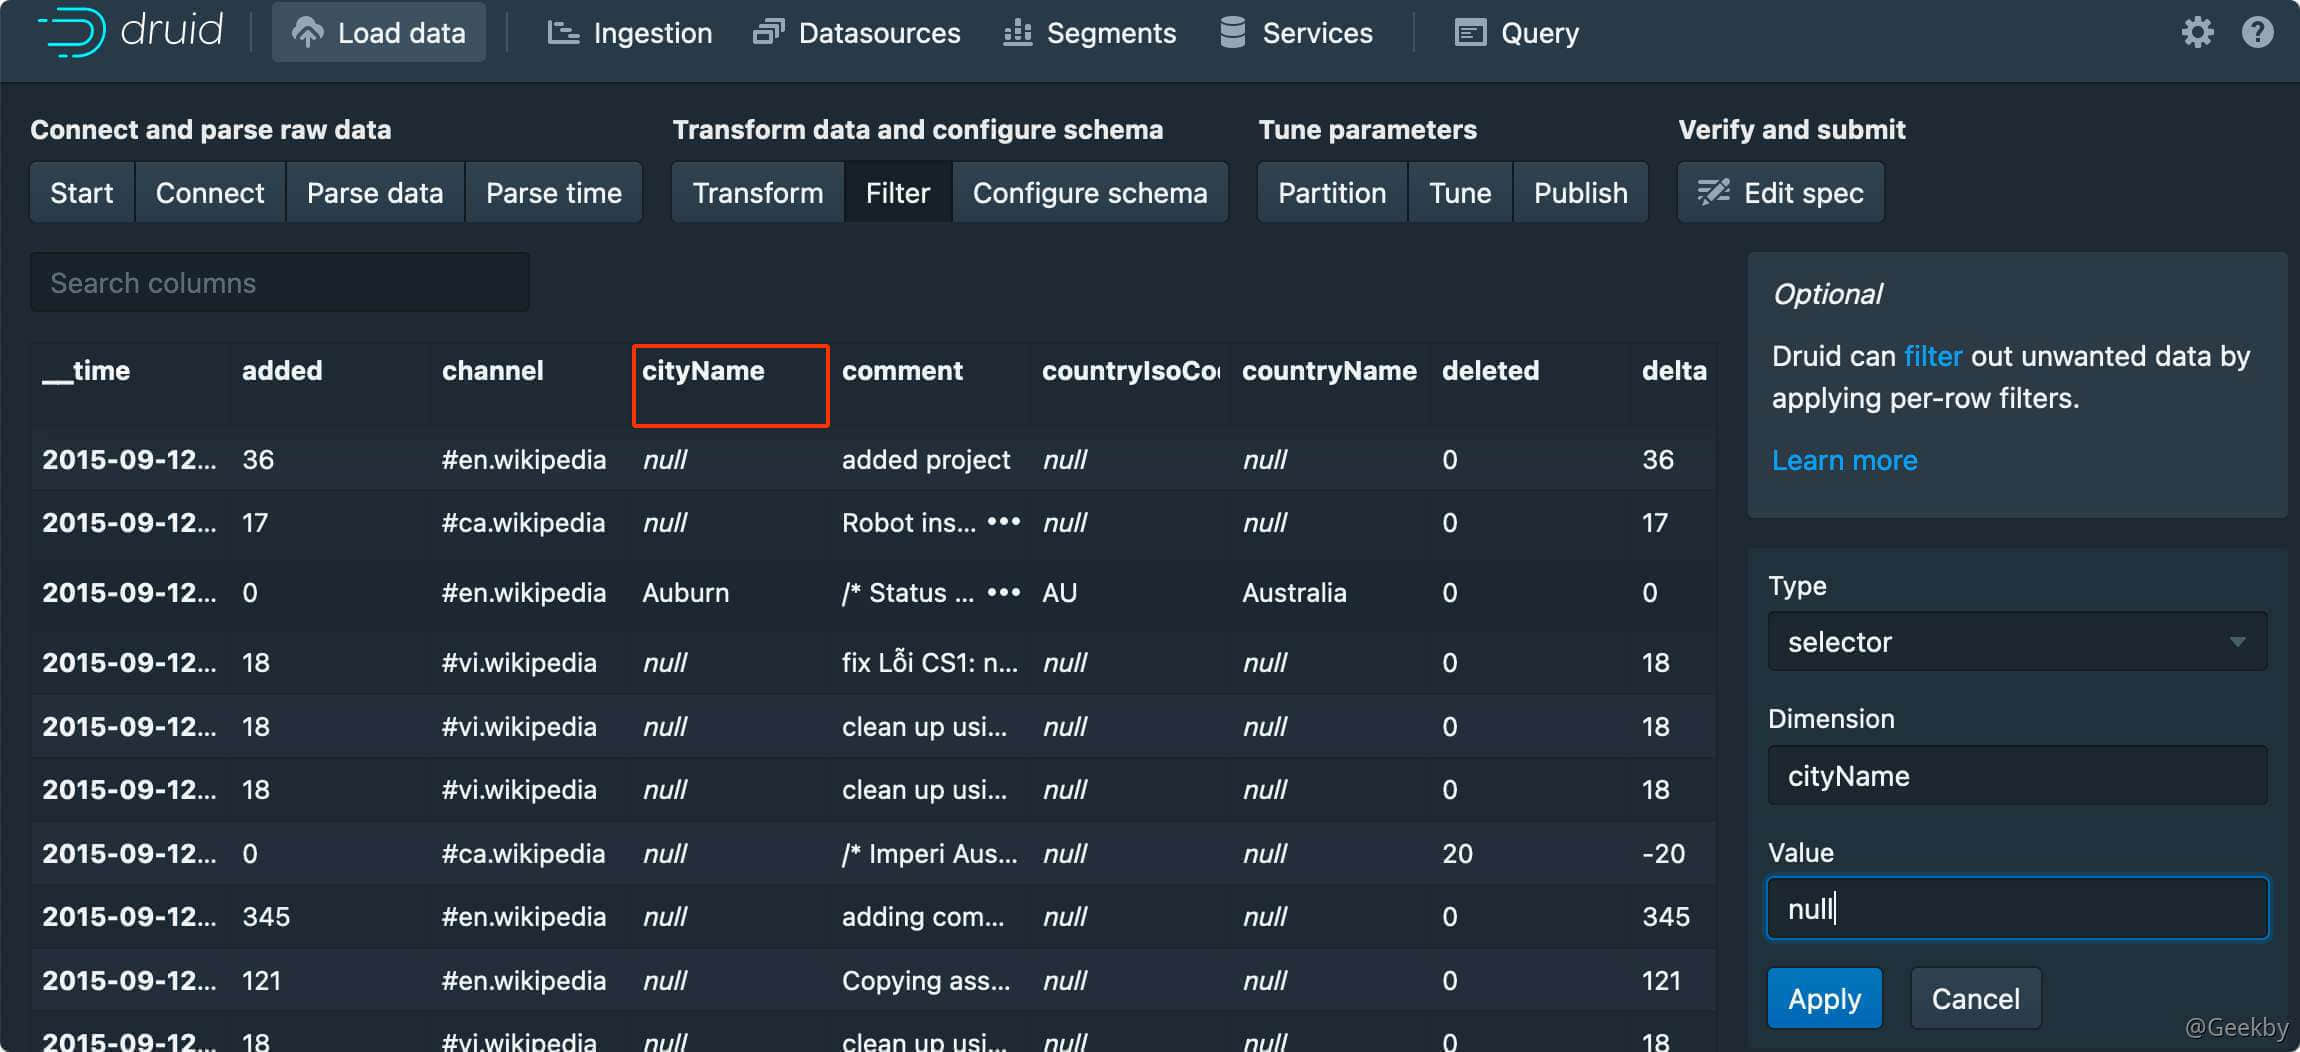 druid Load data Ingestion Datasources Segments Services Query
Connect and parse raw data Transform data and configure schema Tune parameters Verify and submit
Start Connect Parse data Parse time Transform Filter Configure schema Partition Tune Publish Edit spec
Search columns
__time added channel cityName comment countryIsoCo countryName deleted delta
2015-09-12... 36 #en.wikipedia null added project null null 0 36
2015-09-12... 17 #ca.wikipedia null Robot ins... ••• null null 0 17
2015-09-12... 0 #en.wikipedia Auburn /* Status ... ••• AU Australia 0 0
2015-09-12... 18 #vi.wikipedia null fix Lỗi CS1: n... null null 0 18
2015-09-12... 18 #vi.wikipedia null clean up usi... null null 0 18
2015-09-12... 18 #vi.wikipedia null clean up usi... null null 0 18
2015-09-12... 0 #ca.wikipedia null /* Imperi Aus... null null 20 -20
2015-09-12... 345 #en.wikipedia null adding com... null null 0 345
2015-09-12... 121 #en.wikipedia null Copying ass... null null 0 121
2015-09-12... 18 #vi.wikipedia null clean up usi... null null 0 18
Optional
Druid can filter out unwanted data by
applying per-row filters.
Learn more
Type
selector
Dimension
cityName
Value
null
Apply Cancel
@Geekby